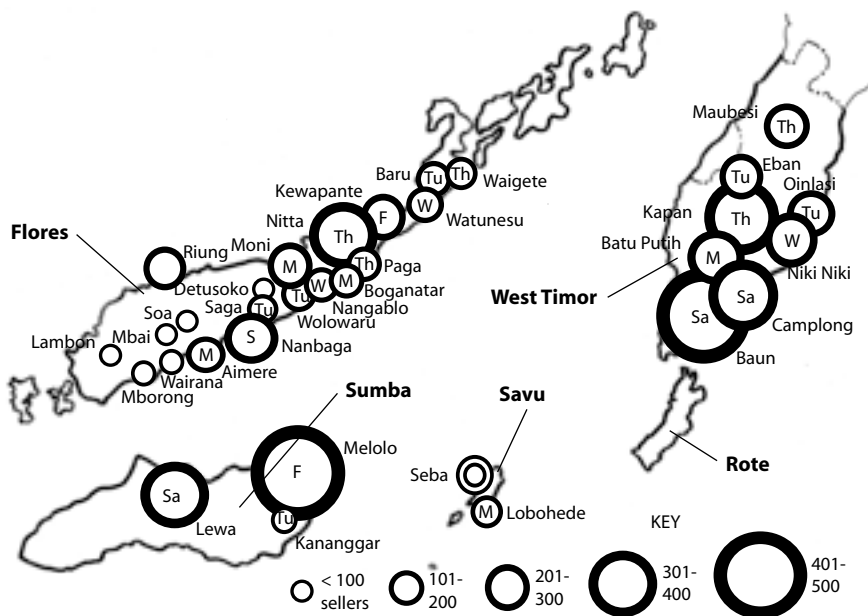 Maubesi
Th
Baru
Tu
Th
Waigete
Eban
Tu
Kewapante
Oinlasi
W
Watunesu
Nitta
F
Kapan
Th
Tu
Flores
Th
Riung
Moni
Batu Putih
W
M
Th
Paga
M
Niki Niki
Detusoko
W
M
Boganatar
Saga
Tu
Tu
Nangablo
West Timor
Soa
Wolowaru
Sa
Mbai
Sa
Camplong
Lambon
S
Nanbaga
M
Aimere
Baun
Wairana
Mborong
Sumba
Savu
Melolo
Seba
Rote
F
Sa
Lewa
Tu
M
Lobohede
KEY
Kananggar
< 100
sellers
101-
200
201-
300
301-
400
401-
500